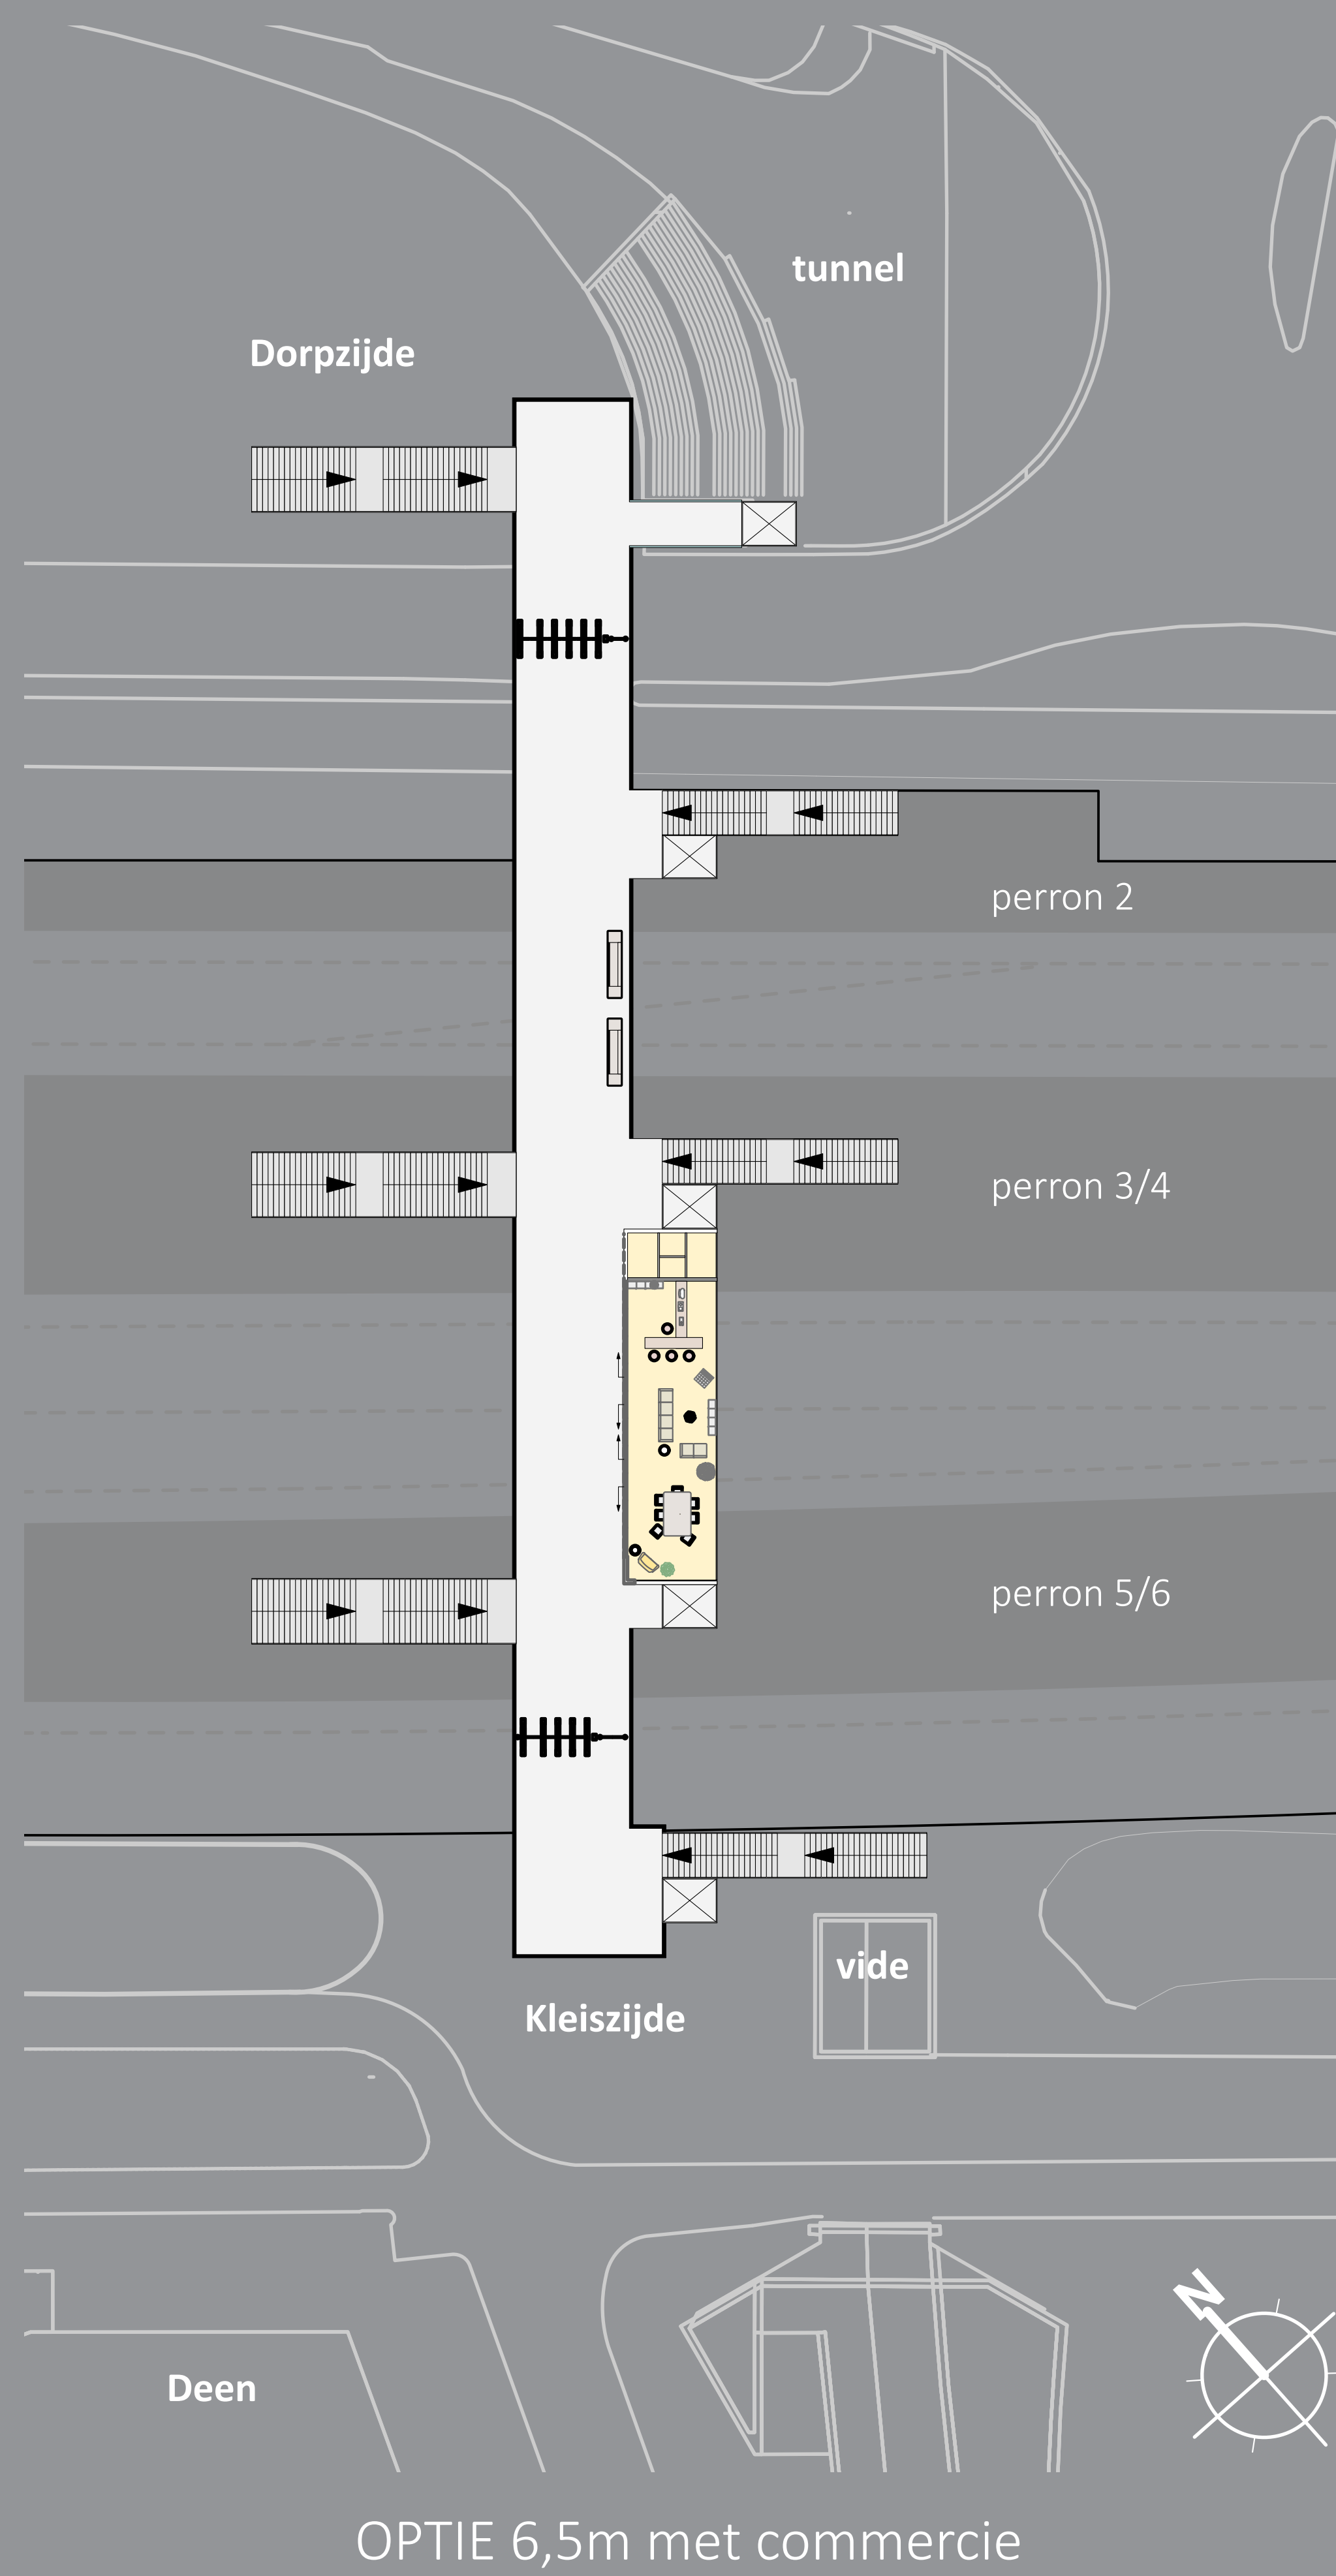 tunnel
Dorpzijde
perron 2
perron 3/4
perron 5/6
vide
Kleiszijde
N
Deen
OPTIE 6,5m met commercie